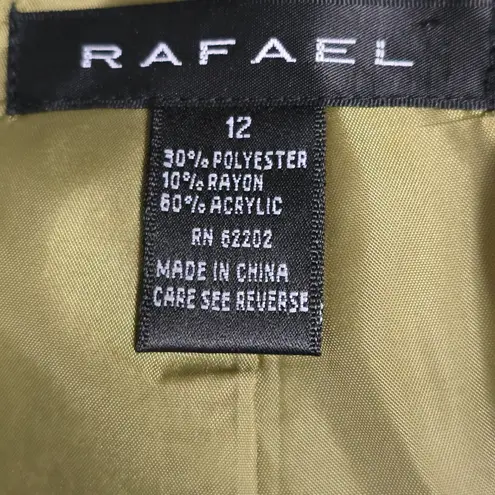 RAFAEL
12
30% POLYESTER
10% RAYON
60% ACRYLIC
RN 62202
MADE IN CHINA
CARE SEE REVERSE